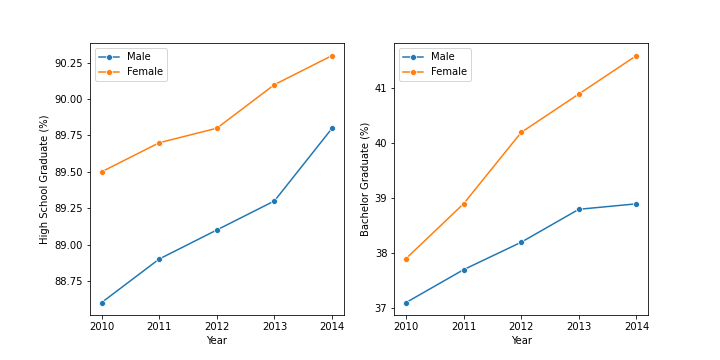 High School Graduate (%)
90.25
90.00
89.75
89.50
89.25
89.00
88.75
Male
Female
2010 2011 2012 2013 2014
Year
Bachelor Graduate (%)
41
40
39
38
37
Male
Female
2010 2011 2012 2013 2014
Year